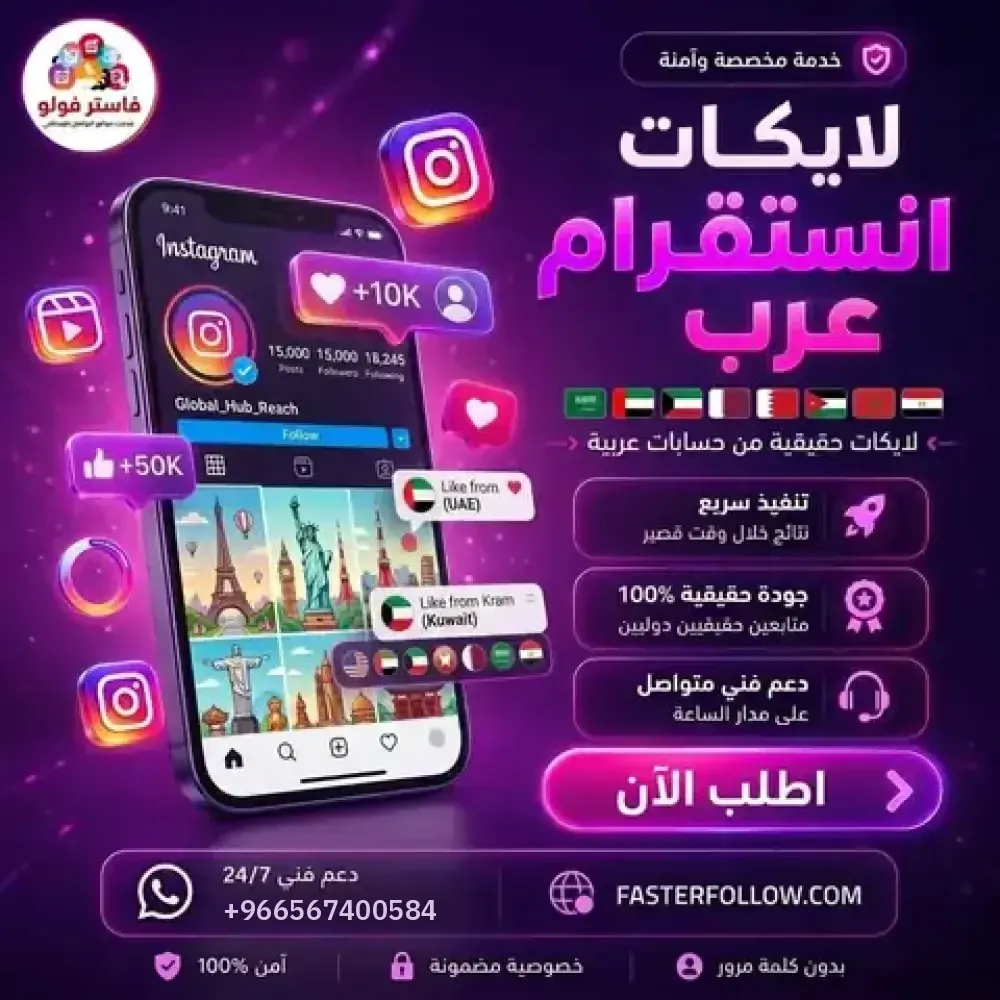 فاستر فولو
خدمة مخصصة وآمنة
لايكات
انستقرام
عرب
لايكات حقيقية من حسابات عربية
تنفيذ سريع
نتائج خلال وقت قصير
جودة حقيقية 100%
متابعين حقيقيين دوليين
دعم فني متواصل
على مدار الساعة
اطلب الآن
9:41
Instagram
+10K
15,000 15,000 18,245
Posts Followers Following
Global_Hub_Reach
Follow
+50K
Like from
(UAE)
Like from Kram
(Kuwait)
دعم فني 24/7
+966567400584
FASTERFOLLOW.COM
بدون كلمة مرور
خصوصية مضمونة
آمن 100%